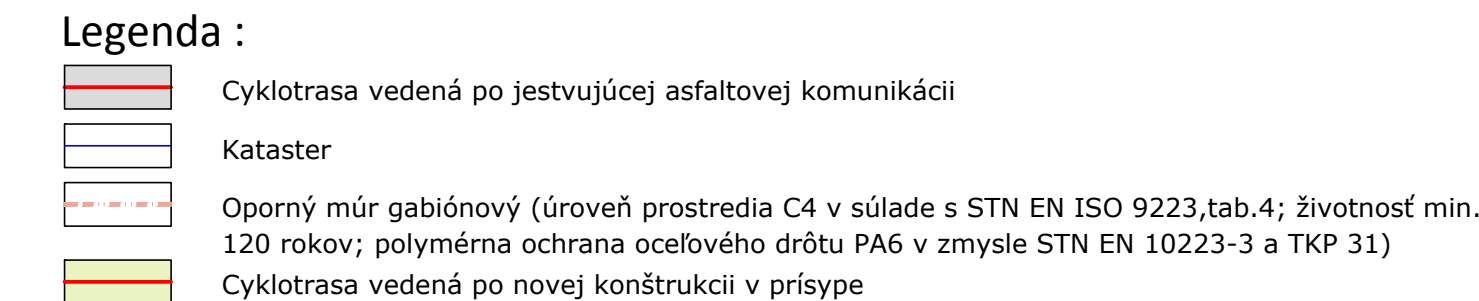 Legenda :
Cyklotrasa vedená po jestvujúcej asfaltovej komunikácii
Kataster
Oporný múr gabiónový (úroveň prostredia C4 v súlade s STN EN ISO 9223,tab.4; životnosť min.
120 rokov; polymérna ochrana oceľového drôtu PA6 v zmysle STN EN 10223-3 a TKP 31)
Cyklotrasa vedená po novej konštrukcii v prísype